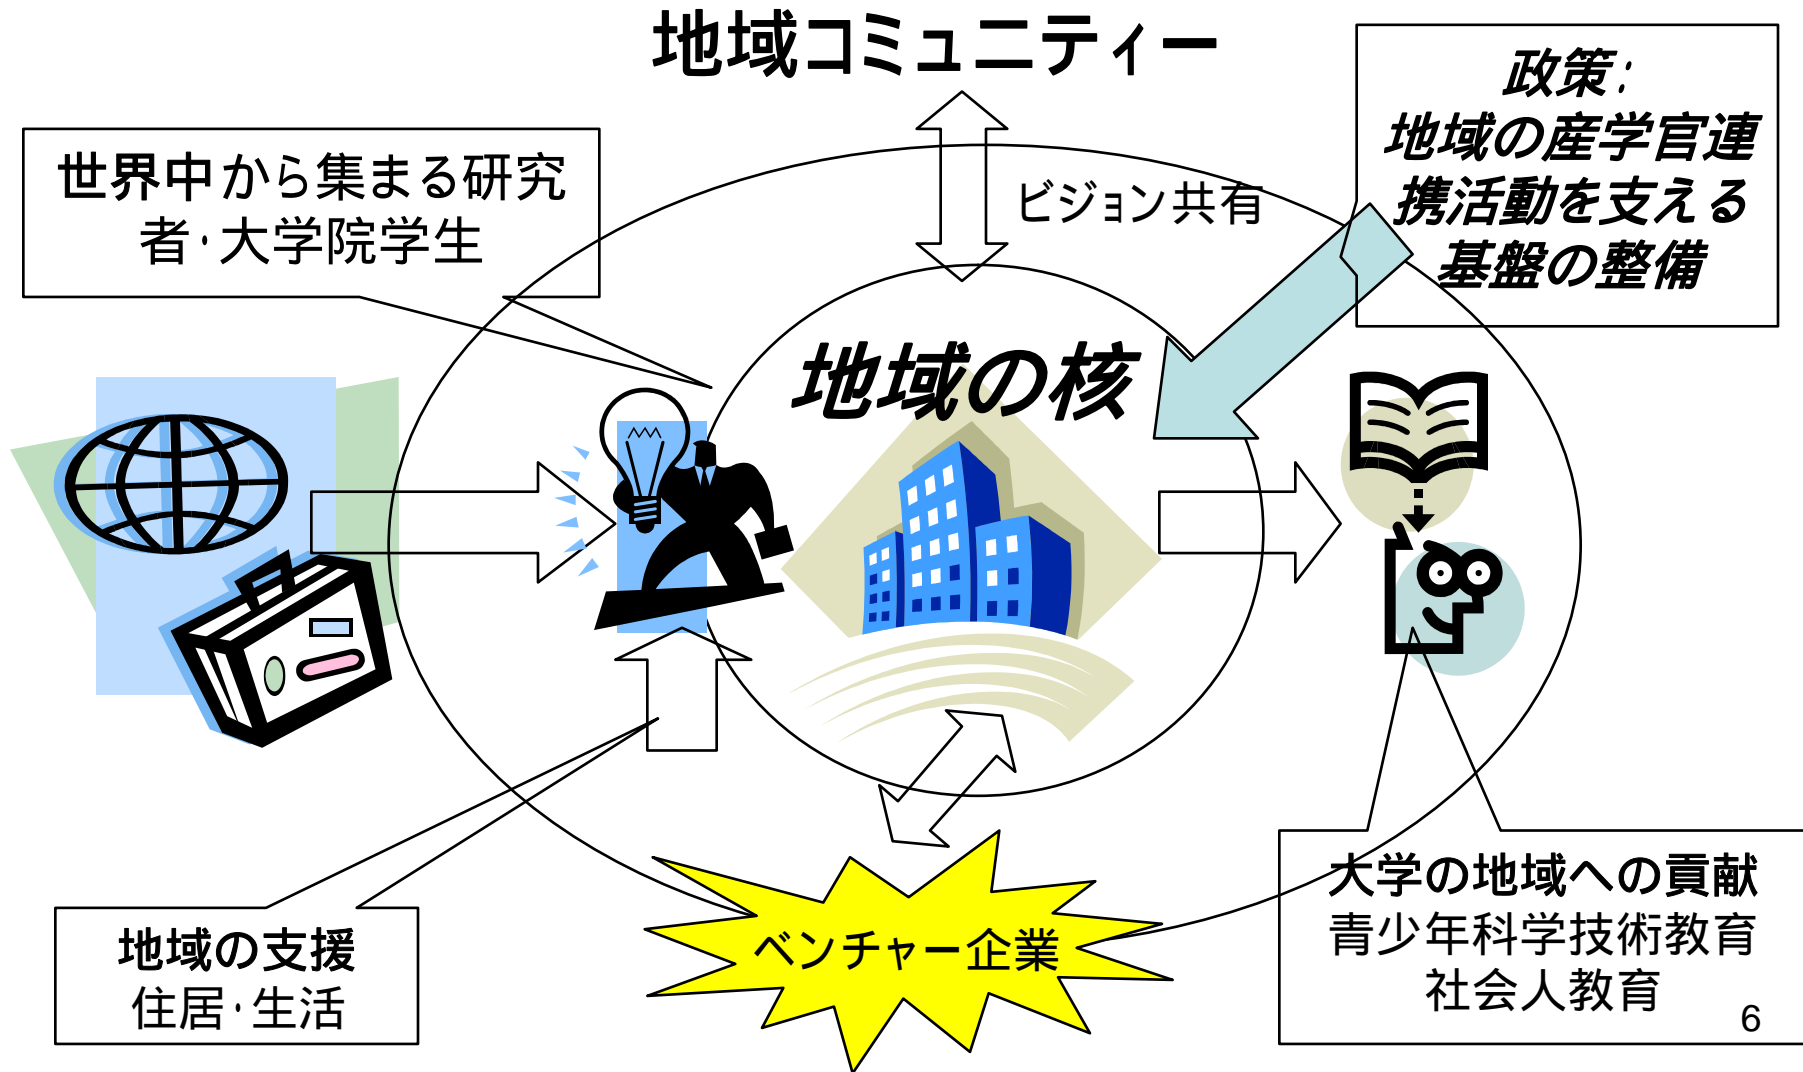 地域コミュニティー
政策:
地域の産学官連
携活動を支える
基盤の整備
世界中から集まる研究
者・大学院学生
ビジョン共有
地域の核
地域の支援
住居・生活
ベンチャー企業
大学の地域への貢献
青少年科学技術教育
社会人教育
6